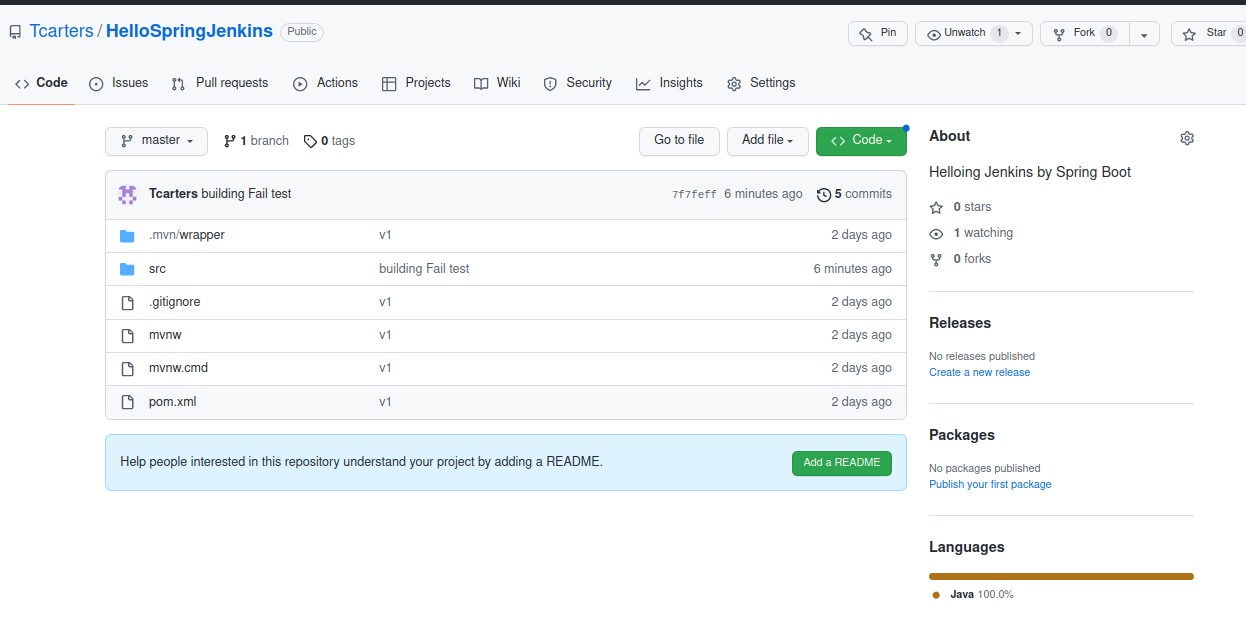 Tcarters / HelloSpringJenkins Public Pin Unwatch 1 Fork 0 Star 0
Code Issues Pull requests Actions Projects Wiki Security Insights Settings
master 1 branch 0 tags Go to file Add file Code
Tcarters building Fail test 7f7feff 6 minutes ago 5 commits
.mvn/wrapper v1 2 days ago
src building Fail test 6 minutes ago
.gitignore v1 2 days ago
mvnw v1 2 days ago
mvnw.cmd v1 2 days ago
pom.xml v1 2 days ago
Help people interested in this repository understand your project by adding a README. Add a README
About
Helloing Jenkins by Spring Boot
0 stars
1 watching
0 forks
Releases
No releases published
Create a new release
Packages
No packages published
Publish your first package
Languages
Java 100.0%